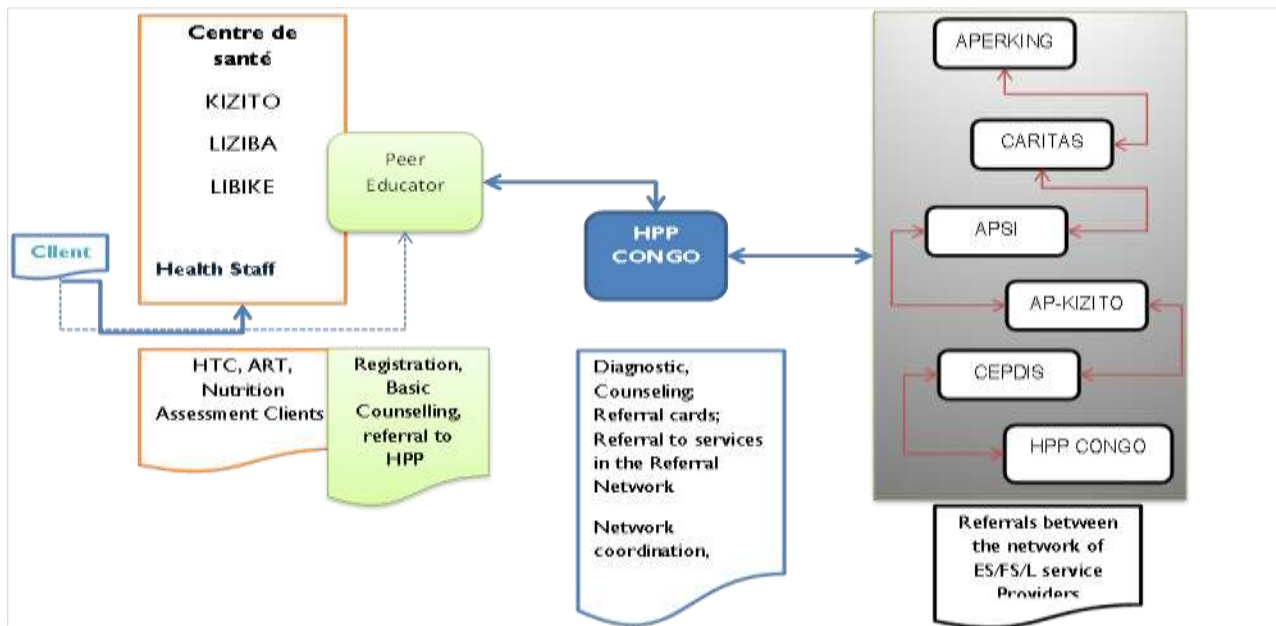 Centre de
santé
KIZITO
LIZIBA
LIBIKE
Health Staff
Client
Peer
Educator
HPP
CONGO
APERKING
CARITAS
APSI
AP-KIZITO
CEPDIS
HPP CONGO
HTC, ART,
Nutrition
Assessment Clients
Registration,
Basic
Counselling,
referral to
HPP
Diagnostic,
Counseling;
Referral cards;
Referral to services
in the Referral
Network
Network
coordination,
Referrals between
the network of
ES/FS/L service
Providers